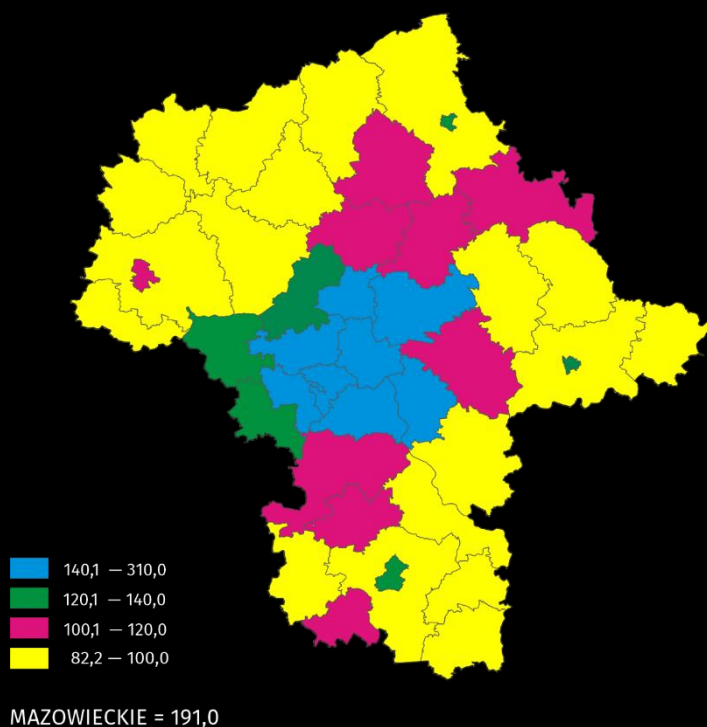 140,1 — 310,0
120,1 — 140,0
100,1 — 120,0
82,2 — 100,0
MAZOWIECKIE = 191,0